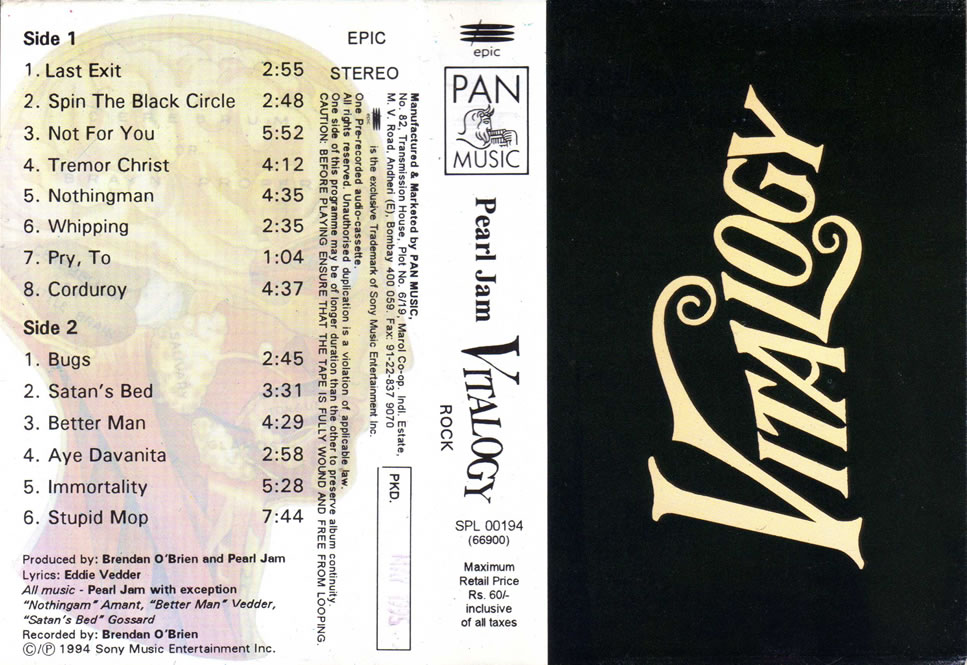 Side 1
1. Last Exit 2:55
2. Spin The Black Circle 2:48
3. Not For You 5:52
4. Tremor Christ 4:12
5. Nothingman 4:35
6. Whipping 2:35
7. Pry, To 1:04
8. Corduroy 4:37
Side 2
1. Bugs 2:45
2. Satan's Bed 3:31
3. Better Man 4:29
4. Aye Davanita 2:58
5. Immortality 5:28
6. Stupid Mop 7:44
Produced by: Brendan O'Brien and Pearl Jam
Lyrics: Eddie Vedder
All music - Pearl Jam with exception
"Nothingam" Amant, "Better Man" Vedder,
"Satan's Bed" Gossard
Recorded by: Brendan O'Brien
©/℗ 1994 Sony Music Entertainment Inc.
EPIC
STEREO
Manufactured & Marketed by PAN MUSIC,
No. 82, Transmission House, Plot No. 6/19, Marol Co-op. Indl. Estate,
M. V. Road, Andheri (E), Bombay 400 059. Fax: 91-22-837 9070
epic is the exclusive Trademark of Sony Music Entertainment Inc.
One Pre-recorded audio-cassette.
All rights reserved. Unauthorised duplication is a violation of applicable law.
One side of this programme may be of longer duration than the other to preserve album continuity.
CAUTION: BEFORE PLAYING ENSURE THAT THE TAPE IS FULLY WOUND AND FREE FROM LOOPING.
PKD.
1995
epic
PAN
MUSIC
Pearl Jam
VITALOGY
ROCK
SPL 00194
(66900)
Maximum
Retail Price
Rs. 60/-
inclusive
of all taxes
VITALOGY